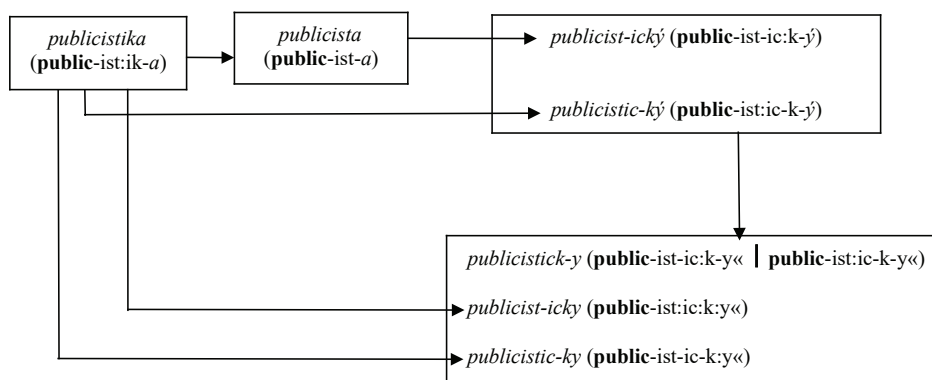 publicistika
(public-ist:ik-a)
publicista
(public-ist-a)
publicist-ický (public-ist-ic:k-ý)
publicistic-ký (public-ist:ic-k-ý)
publicistick-y (public-ist-ic:k-y« | public-ist:ic-k-y«)
publicist-icky (public-ist:ic:k:y«)
publicistic-ky (public-ist-ic-k:y«)